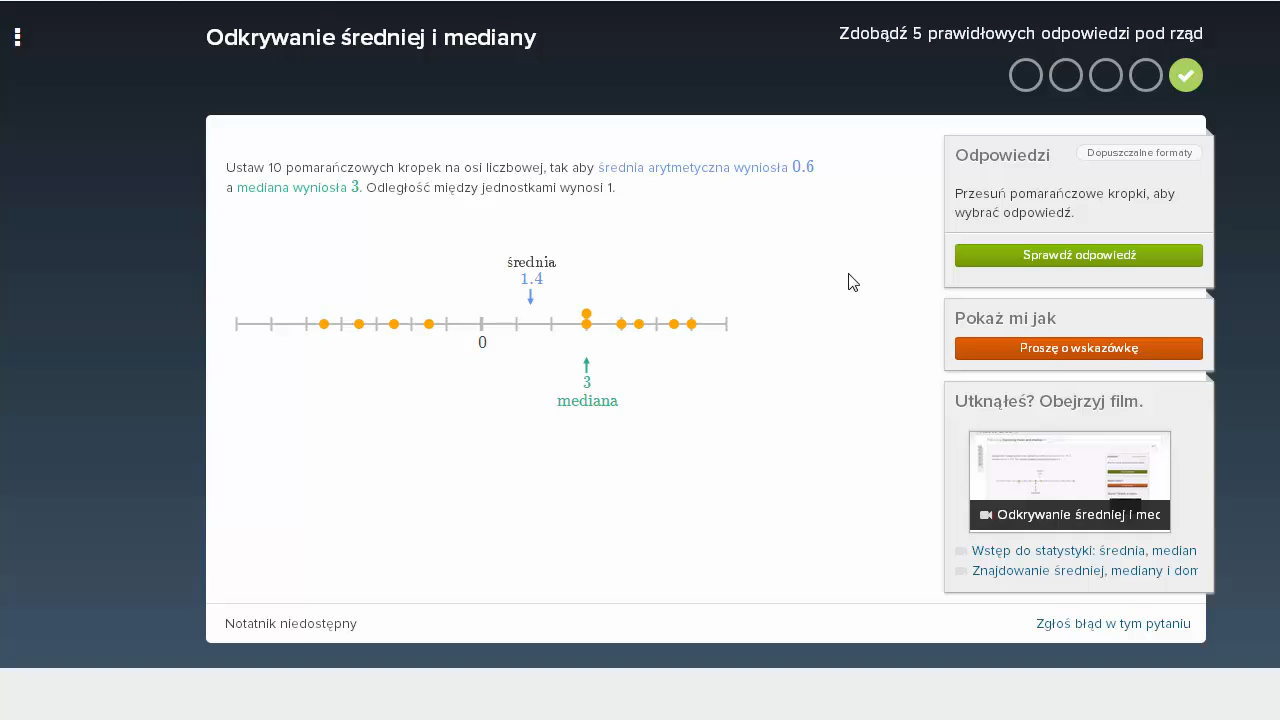 Odkrywanie średniej i mediany
Zdobądź 5 prawidłowych odpowiedzi pod rząd
Ustaw 10 pomarańczowych kropek na osi liczbowej, tak aby średnia arytmetyczna wyniosła 0.6
a mediana wyniosła 3. Odległość między jednostkami wynosi 1.
średnia
1.4
0
3
mediana
Odpowiedzi
Dopuszczalne formaty
Przesuń pomarańczowe kropki, aby
wybrać odpowiedź.
Sprawdź odpowiedź
Pokaż mi jak
Proszę o wskazówkę
Utknąłeś? Obejrzyj film.
Odkrywanie średniej i med
Wstęp do statystyki: średnia, median
Znajdowanie średniej, mediany i dom
Notatnik niedostępny
Zgłoś błąd w tym pytaniu